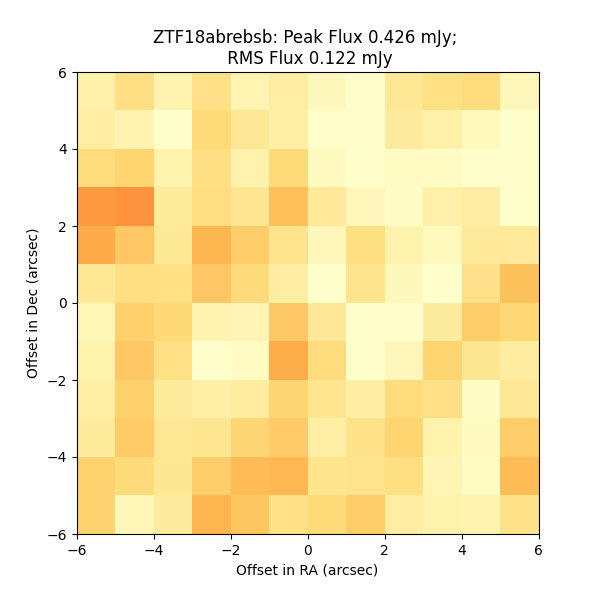 ZTF18abrebsb: Peak Flux 0.426 mJy;
RMS Flux 0.122 mJy
6
4
2
0
−2
−4
−6
Offset in Dec (arcsec)
−6 −4 −2 0 2 4 6
Offset in RA (arcsec)